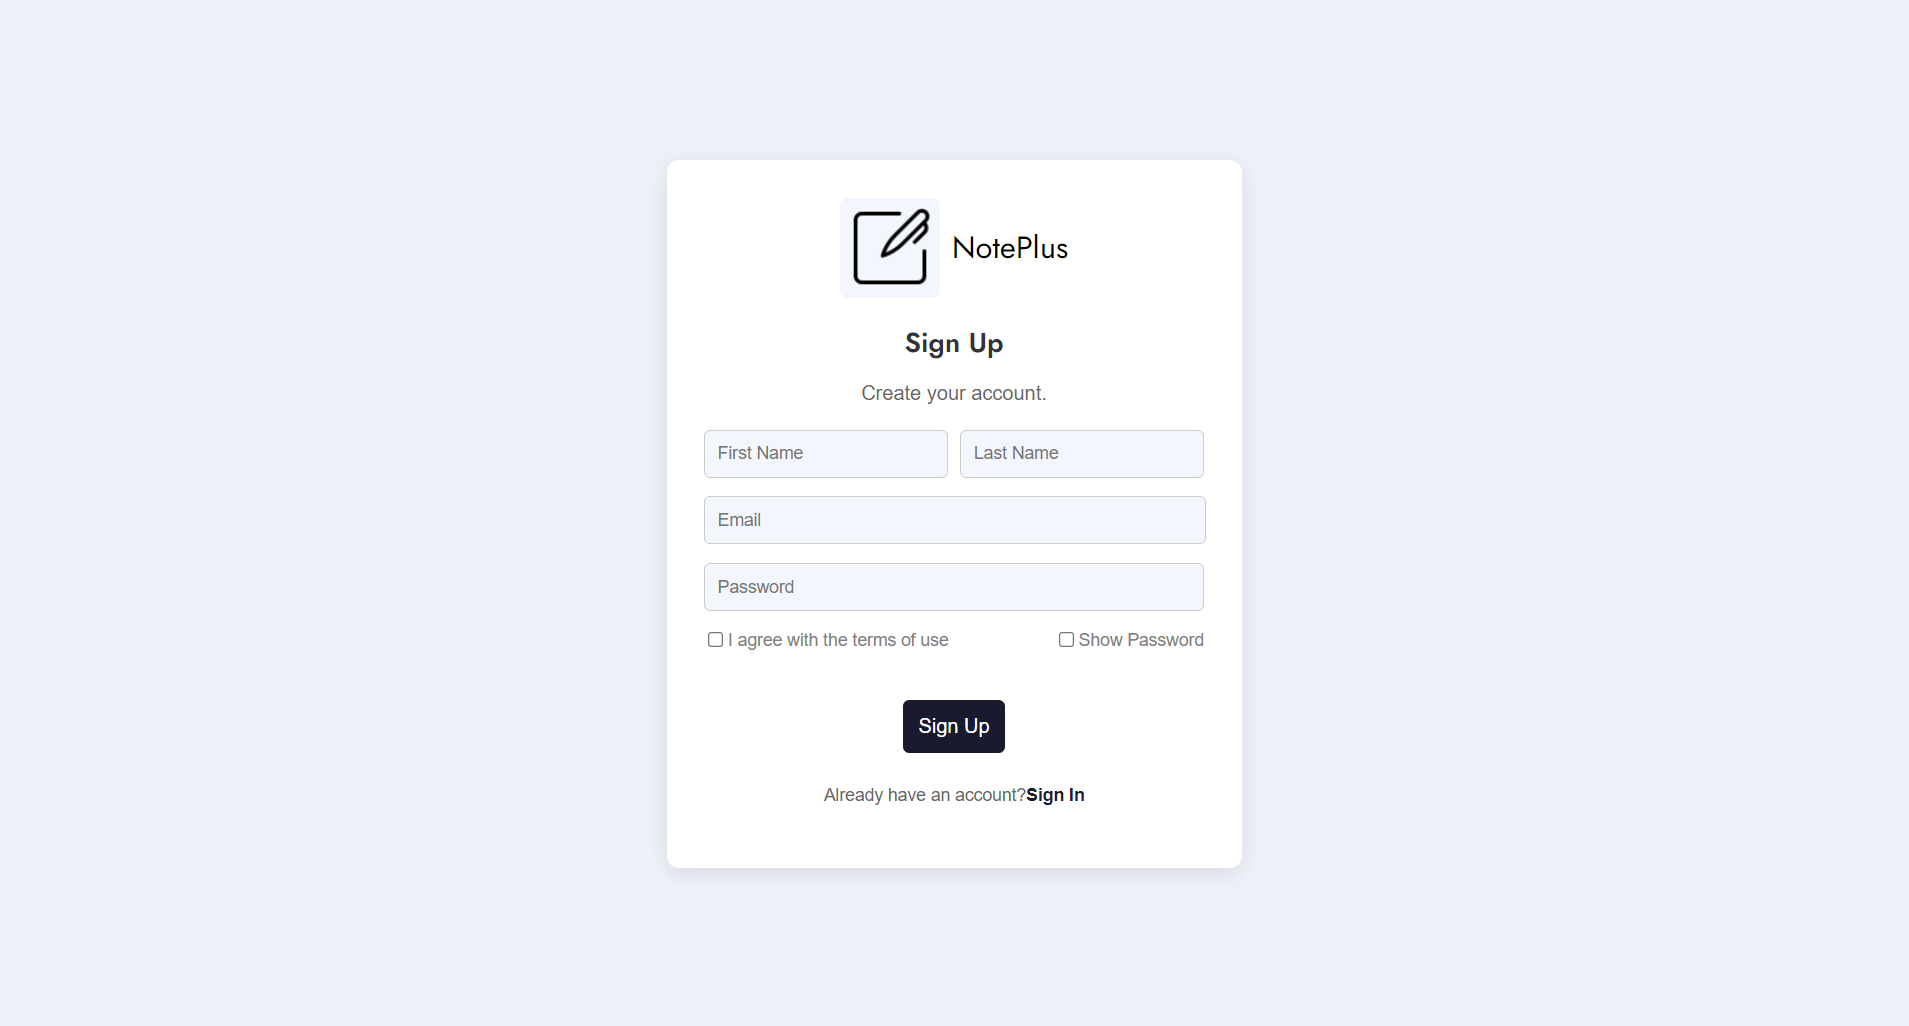 NotePlus
Sign Up
Create your account.
First Name Last Name
Email
Password
I agree with the terms of use Show Password
Sign Up
Already have an account?Sign In